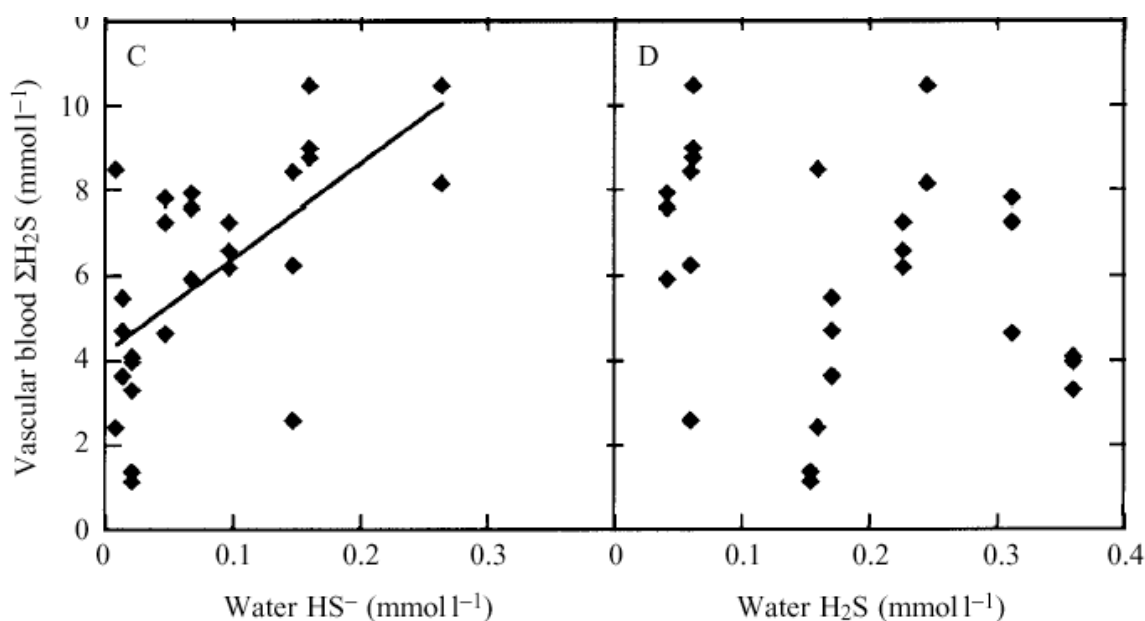 0
0
C
D
10
8
6
4
2
0
Vascular blood ΣH₂S (mmol l⁻¹)
0 0.1 0.2 0.3 0 0.1 0.2 0.3 0.4
Water HS⁻ (mmol l⁻¹) Water H₂S (mmol l⁻¹)